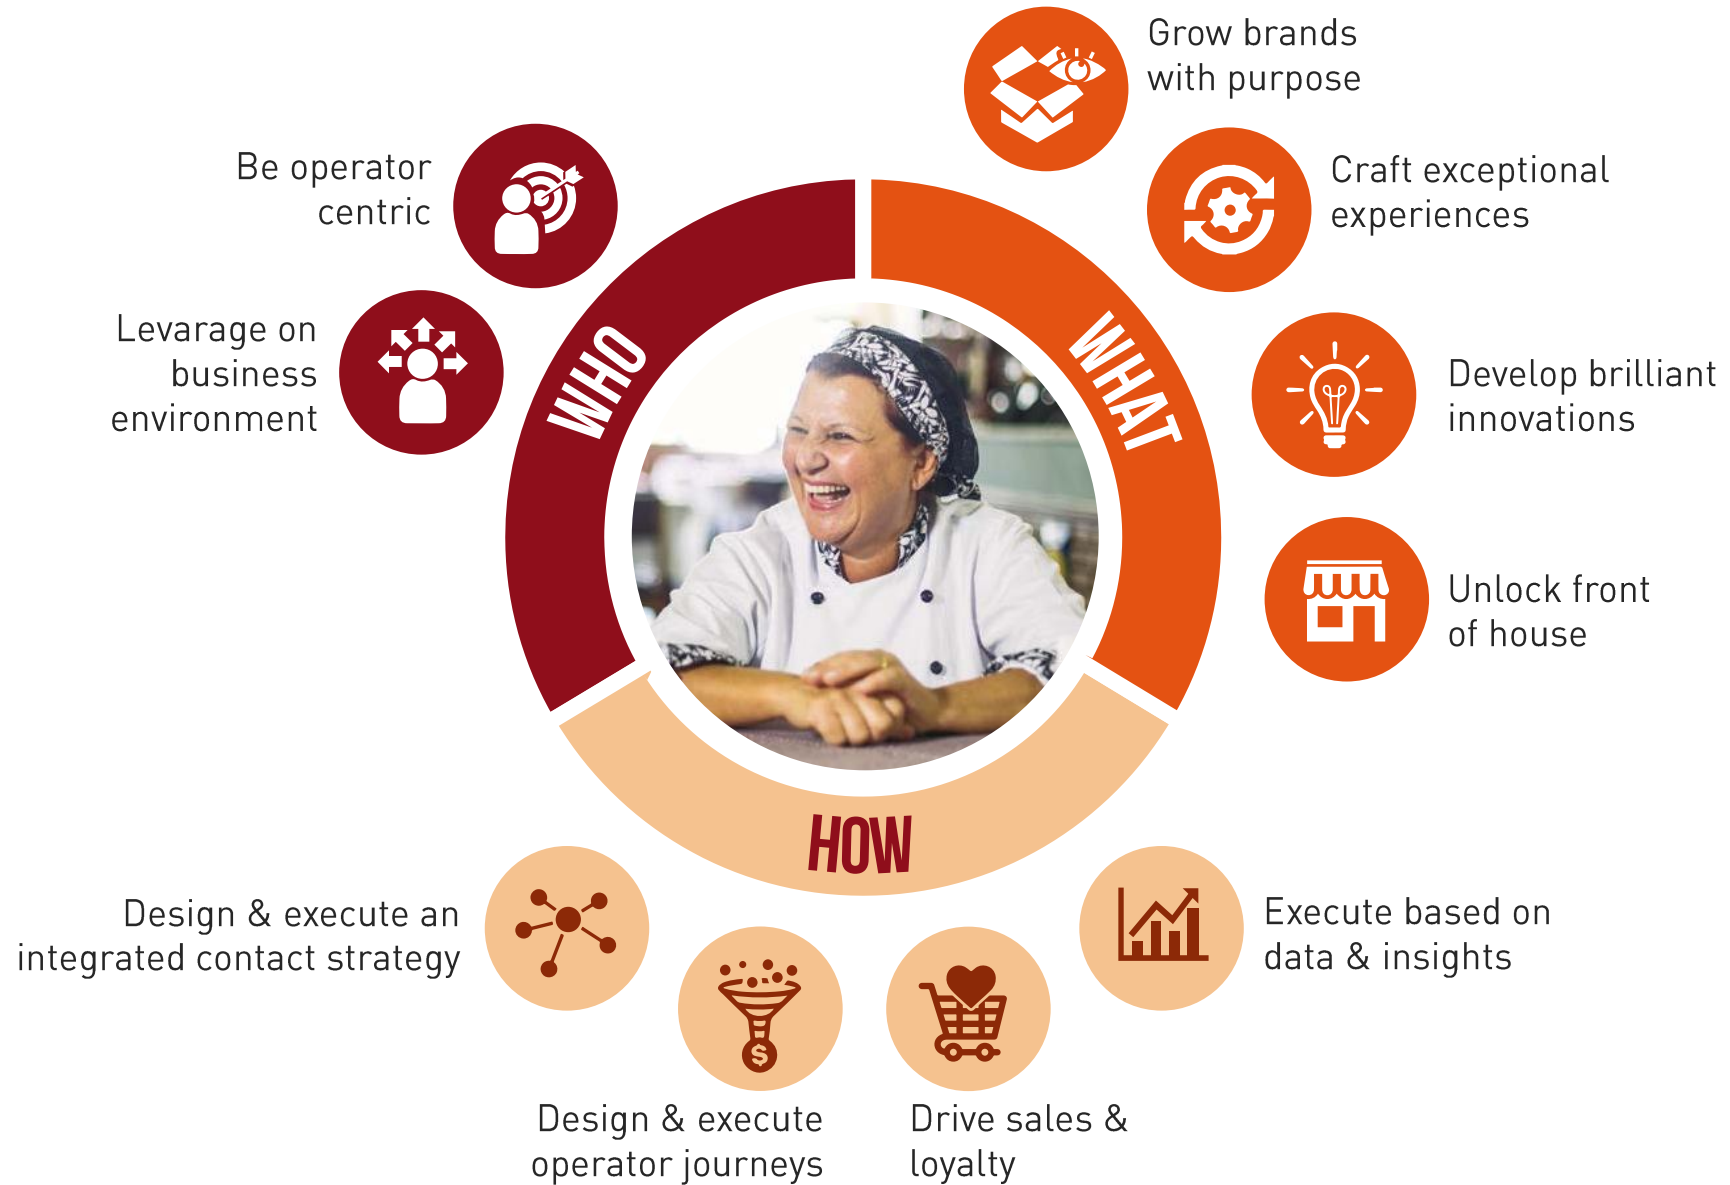 Grow brands
with purpose
Craft exceptional
experiences
Develop brilliant
innovations
Unlock front
of house
Be operator
centric
Levarage on
business
environment
WHO
WHAT
HOW
Design & execute an
integrated contact strategy
Design & execute
operator journeys
$
Drive sales &
loyalty
Execute based on
data & insights